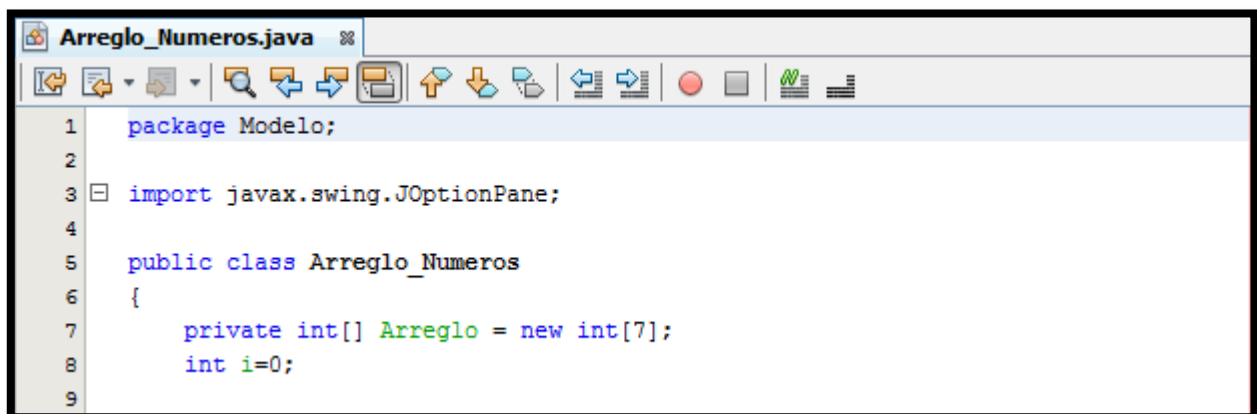 Arreglo_Numeros.java
1 package Modelo;
2
3 import javax.swing.JOptionPane;
4
5 public class Arreglo_Numeros
6 {
7 private int[] Arreglo = new int[7];
8 int i=0;
9